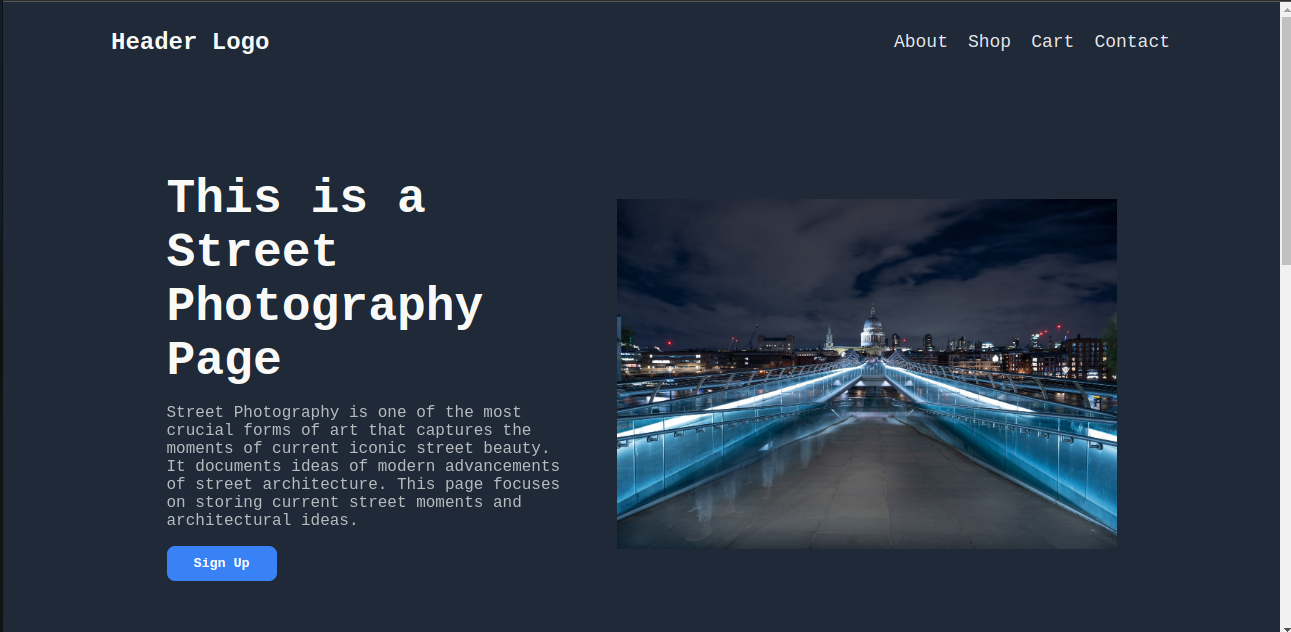 Header Logo
About Shop Cart Contact
This is a
Street
Photography
Page
Street Photography is one of the most
crucial forms of art that captures the
moments of current iconic street beauty.
It documents ideas of modern advancements
of street architecture. This page focuses
on storing current street moments and
architectural ideas.
Sign Up